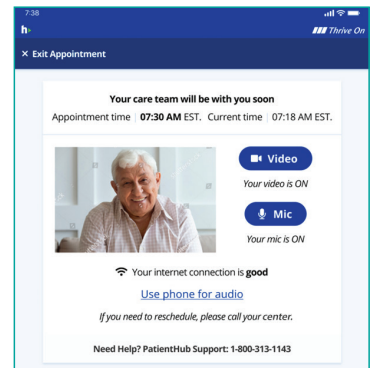 7:38
h
Thrive On
× Exit Appointment
Your care team will be with you soon
Appointment time | 07:30 AM EST. Current time | 07:18 AM EST.
Video
Your video is ON
Mic
Your mic is ON
Your internet connection is good
Use phone for audio
If you need to reschedule, please call your center.
Need Help? PatientHub Support: 1-800-313-1143